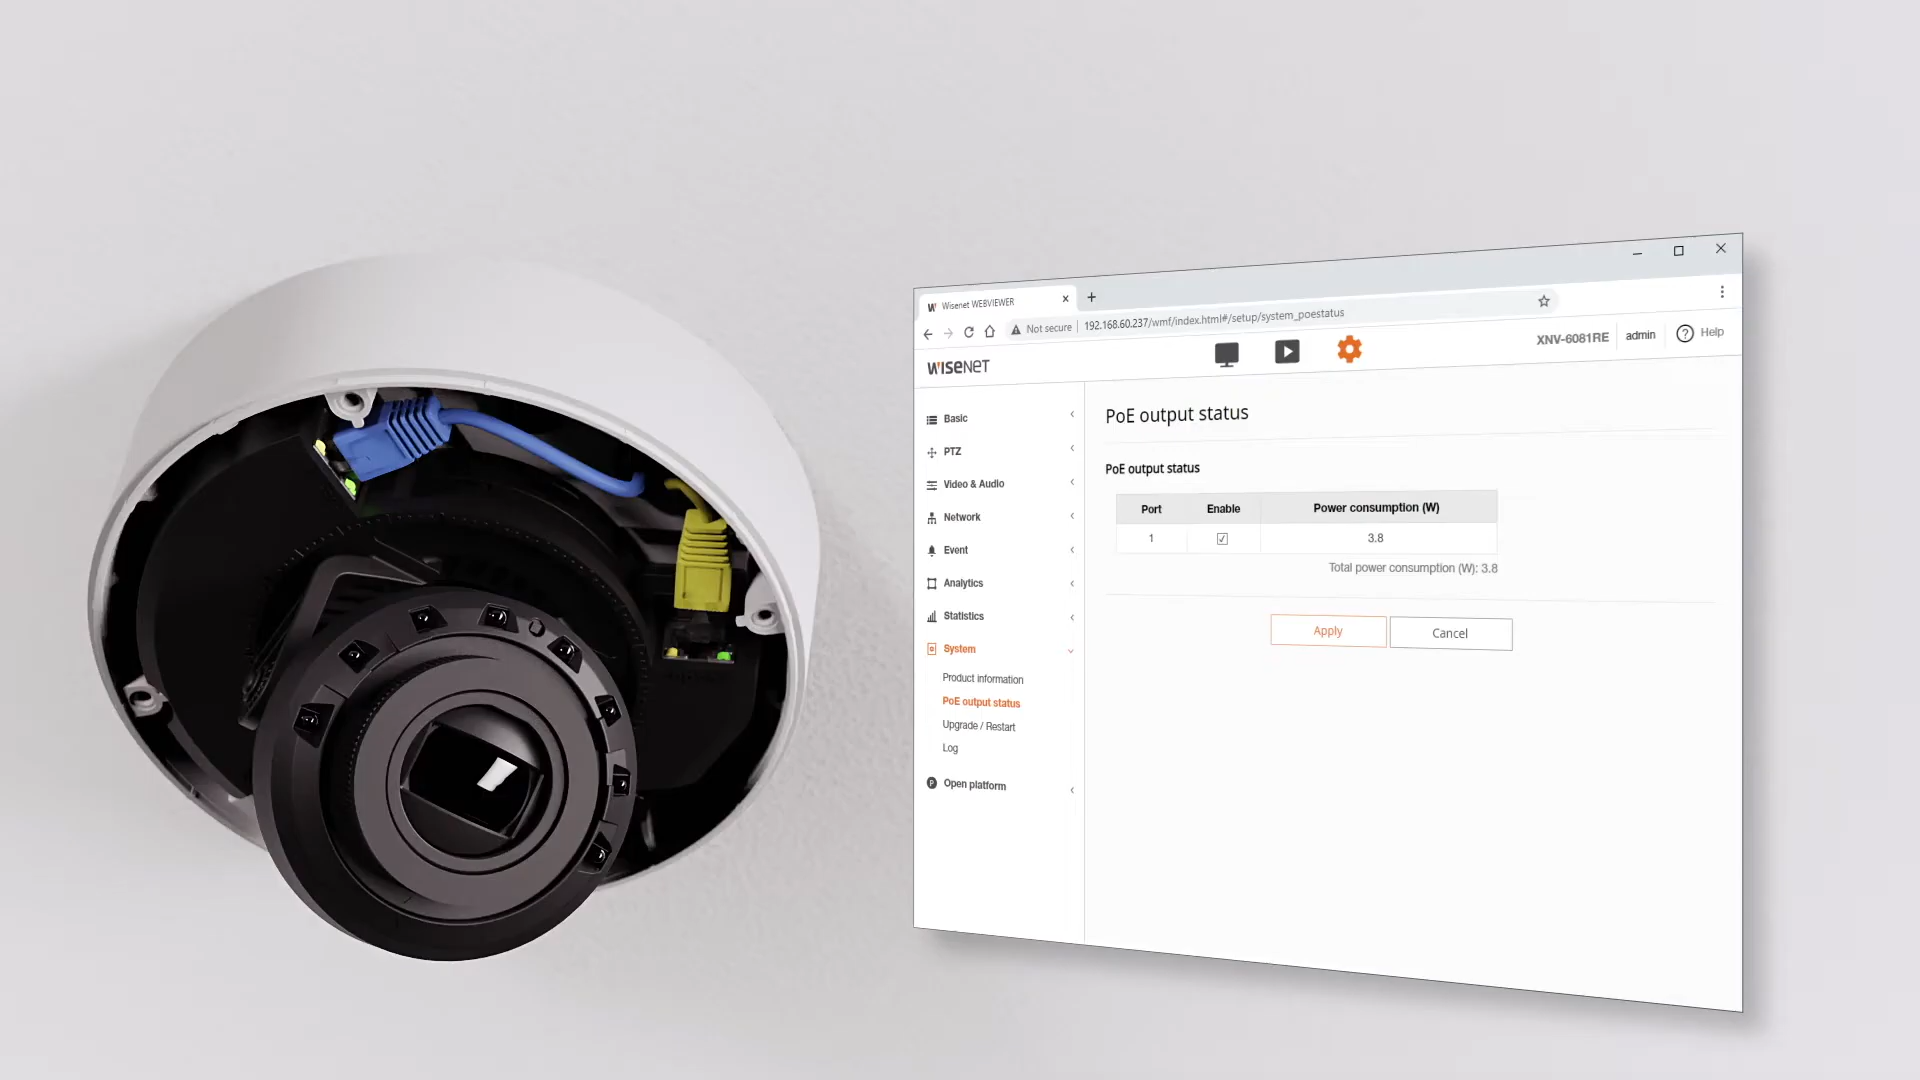 Wisenet WEBVIEWER
Not secure 192.168.60.237/wmf/index.html#/setup/system_poestatus
WISENET
XNV-6081RE admin ? Help
Basic
PTZ
Video & Audio
Network
Event
Analytics
Statistics
System
Product information
PoE output status
Upgrade / Restart
Log
Open platform
PoE output status
PoE output status
Port Enable Power consumption (W)
1 3.8
Total power consumption (W): 3.8
Apply Cancel